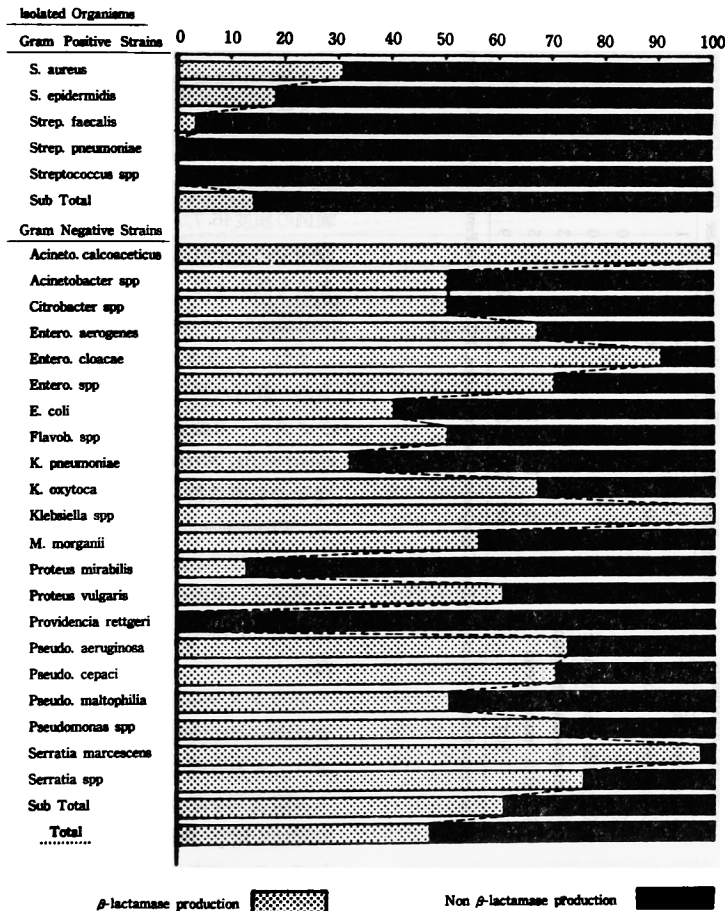 Isolated Organisms
Gram Positive Strains 0 10 20 30 40 50 60 70 80 90 100
S. aureus
S. epidermidis
Strep. faecalis
Strep. pneumoniae
Streptococcus spp
Sub Total
Gram Negative Strains
Acineto. calcoaceticus
Acinetobacter spp
Citrobacter spp
Entero. aerogenes
Entero. cloacae
Entero. spp
E. coli
Flavob. spp
K. pneumoniae
K. oxytoca
Klebsiella spp
M. morganii
Proteus mirabilis
Proteus vulgaris
Providencia rettgeri
Pseudo. aeruginosa
Pseudo. cepaci
Pseudo. maltophilia
Pseudomonas spp
Serratia marcescens
Serratia spp
Sub Total
Total
β-lactamase production Non β-lactamase production